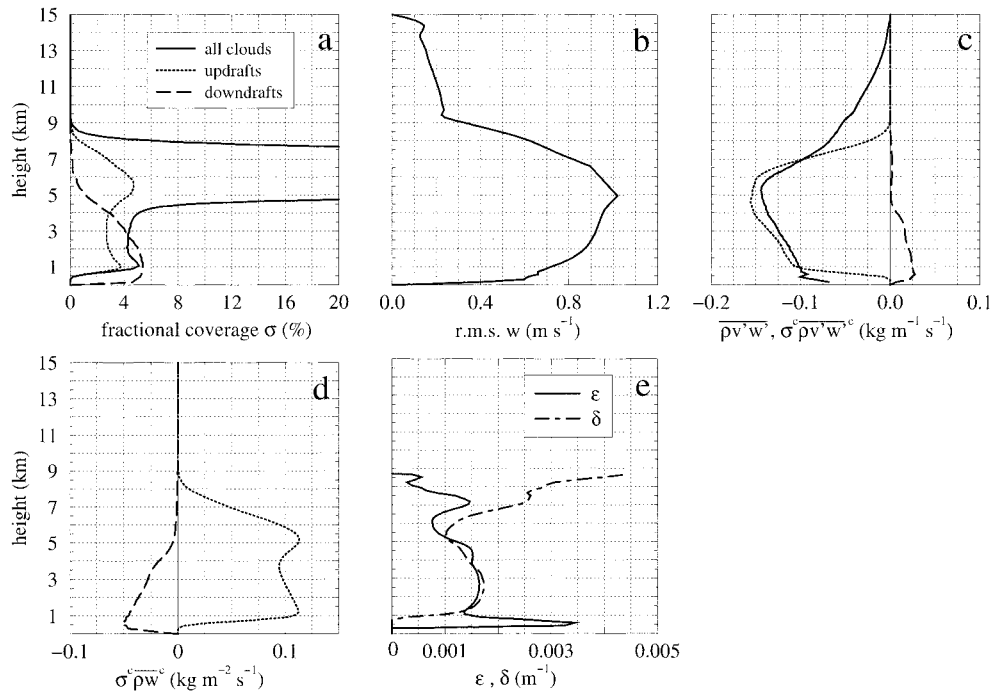 15
13
11
9
7
5
3
1
height (km)
a
all clouds
updrafts
downdrafts
0 4 8 12 16 20
fractional coverage σ (%)
b
0.0 0.4 0.8 1.2
r.m.s. w (m s⁻¹)
c
-0.2 -0.1 0.0 0.1
ρv'w', σᶜρv'w'ᶜ (kg m⁻¹ s⁻¹)
15
13
11
9
7
5
3
1
height (km)
d
-0.1 0 0.1
σᶜρwᶜ (kg m⁻² s⁻¹)
e
ε
δ
0 0.001 0.003 0.005
ε , δ (m⁻¹)